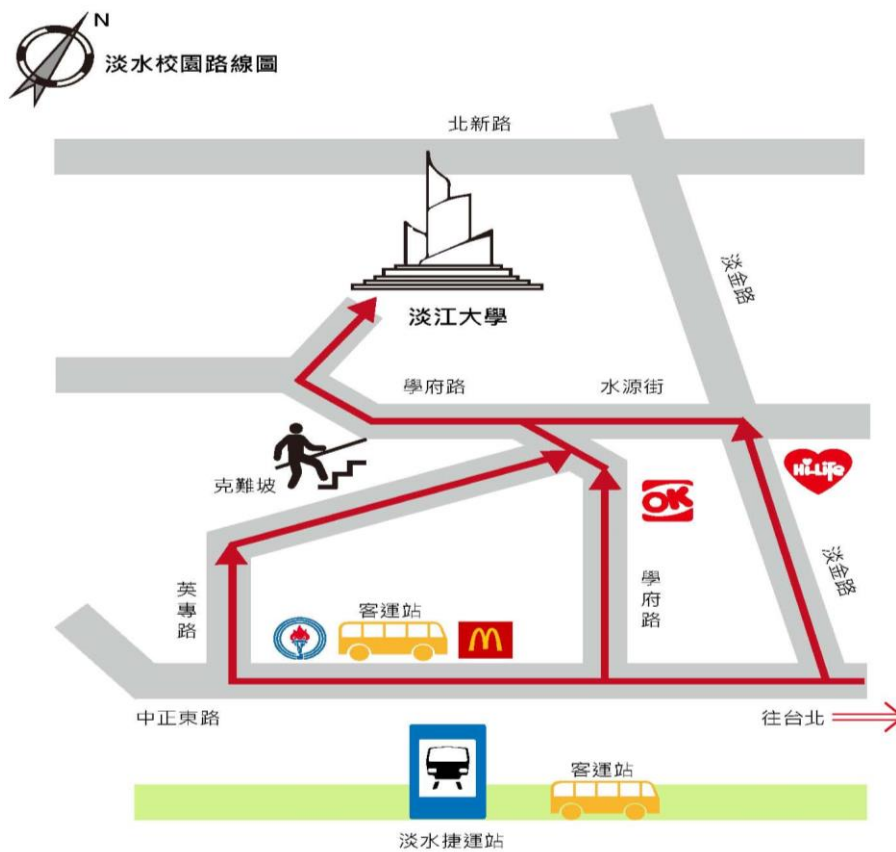 N
淡水校園路線圖
北新路
淡金路
淡江大學
學府路
水源街
克難坡
Hi-Life
OK
淡金路
英專路
客運站
學府路
中正東路
往台北
客運站
淡水捷運站